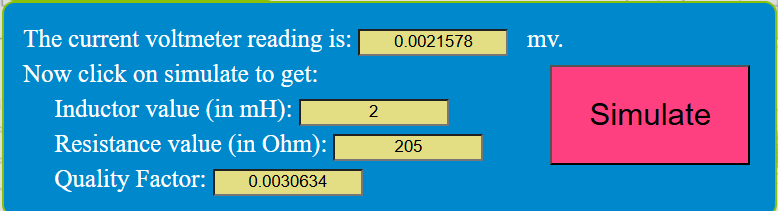 The current voltmeter reading is: 0.0021578 mv.
Now click on simulate to get:
Inductor value (in mH): 2
Simulate
Resistance value (in Ohm): 205
Quality Factor: 0.0030634